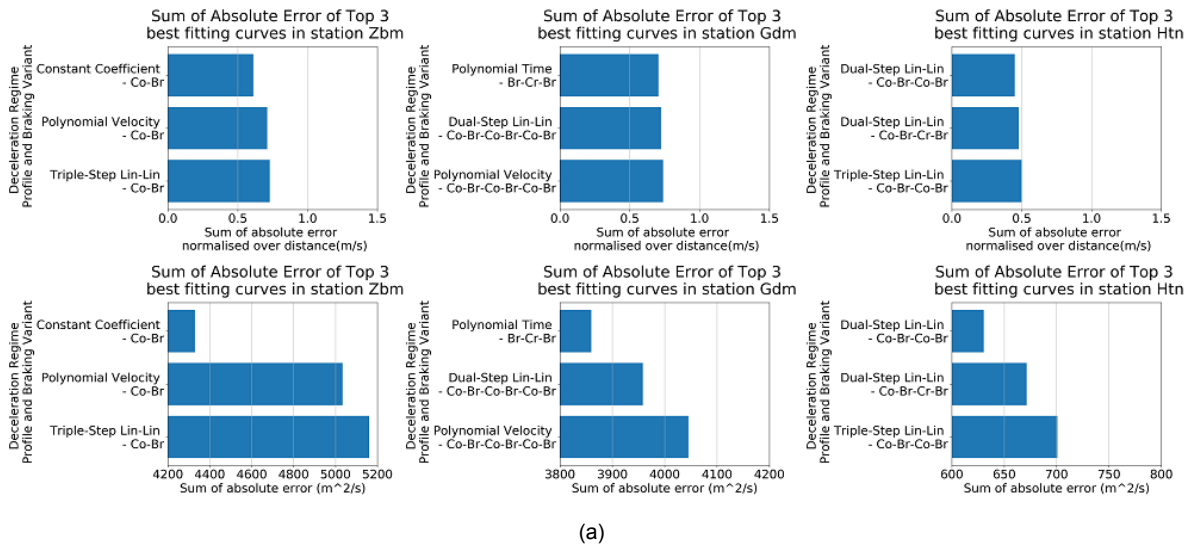 Sum of Absolute Error of Top 3
best fitting curves in station Zbm
Deceleration Regime
Profile and Braking Variant
Constant Coefficient
- Co-Br
Polynomial Velocity
- Co-Br
Triple-Step Lin-Lin
- Co-Br
0.0 0.5 1.0 1.5
Sum of absolute error
normalised over distance(m/s)
Sum of Absolute Error of Top 3
best fitting curves in station Gdm
Deceleration Regime
Profile and Braking Variant
Polynomial Time
- Br-Cr-Br
Dual-Step Lin-Lin
- Co-Br-Co-Br-Co-Br
Polynomial Velocity
- Co-Br-Co-Br-Co-Br
0.0 0.5 1.0 1.5
Sum of absolute error
normalised over distance(m/s)
Sum of Absolute Error of Top 3
best fitting curves in station Htn
Deceleration Regime
Profile and Braking Variant
Dual-Step Lin-Lin
- Co-Br-Co-Br
Dual-Step Lin-Lin
- Co-Br-Cr-Br
Triple-Step Lin-Lin
- Co-Br-Co-Br
0.0 0.5 1.0 1.5
Sum of absolute error
normalised over distance(m/s)
Sum of Absolute Error of Top 3
best fitting curves in station Zbm
Deceleration Regime
Profile and Braking Variant
Constant Coefficient
- Co-Br
Polynomial Velocity
- Co-Br
Triple-Step Lin-Lin
- Co-Br
4200 4400 4600 4800 5000 5200
Sum of absolute error (m^2/s)
Sum of Absolute Error of Top 3
best fitting curves in station Gdm
Deceleration Regime
Profile and Braking Variant
Polynomial Time
- Br-Cr-Br
Dual-Step Lin-Lin
- Co-Br-Co-Br-Co-Br
Polynomial Velocity
- Co-Br-Co-Br-Co-Br
3800 3900 4000 4100 4200
Sum of absolute error (m^2/s)
Sum of Absolute Error of Top 3
best fitting curves in station Htn
Deceleration Regime
Profile and Braking Variant
Dual-Step Lin-Lin
- Co-Br-Co-Br
Dual-Step Lin-Lin
- Co-Br-Cr-Br
Triple-Step Lin-Lin
- Co-Br-Co-Br
600 650 700 750 800
Sum of absolute error (m^2/s)
(a)